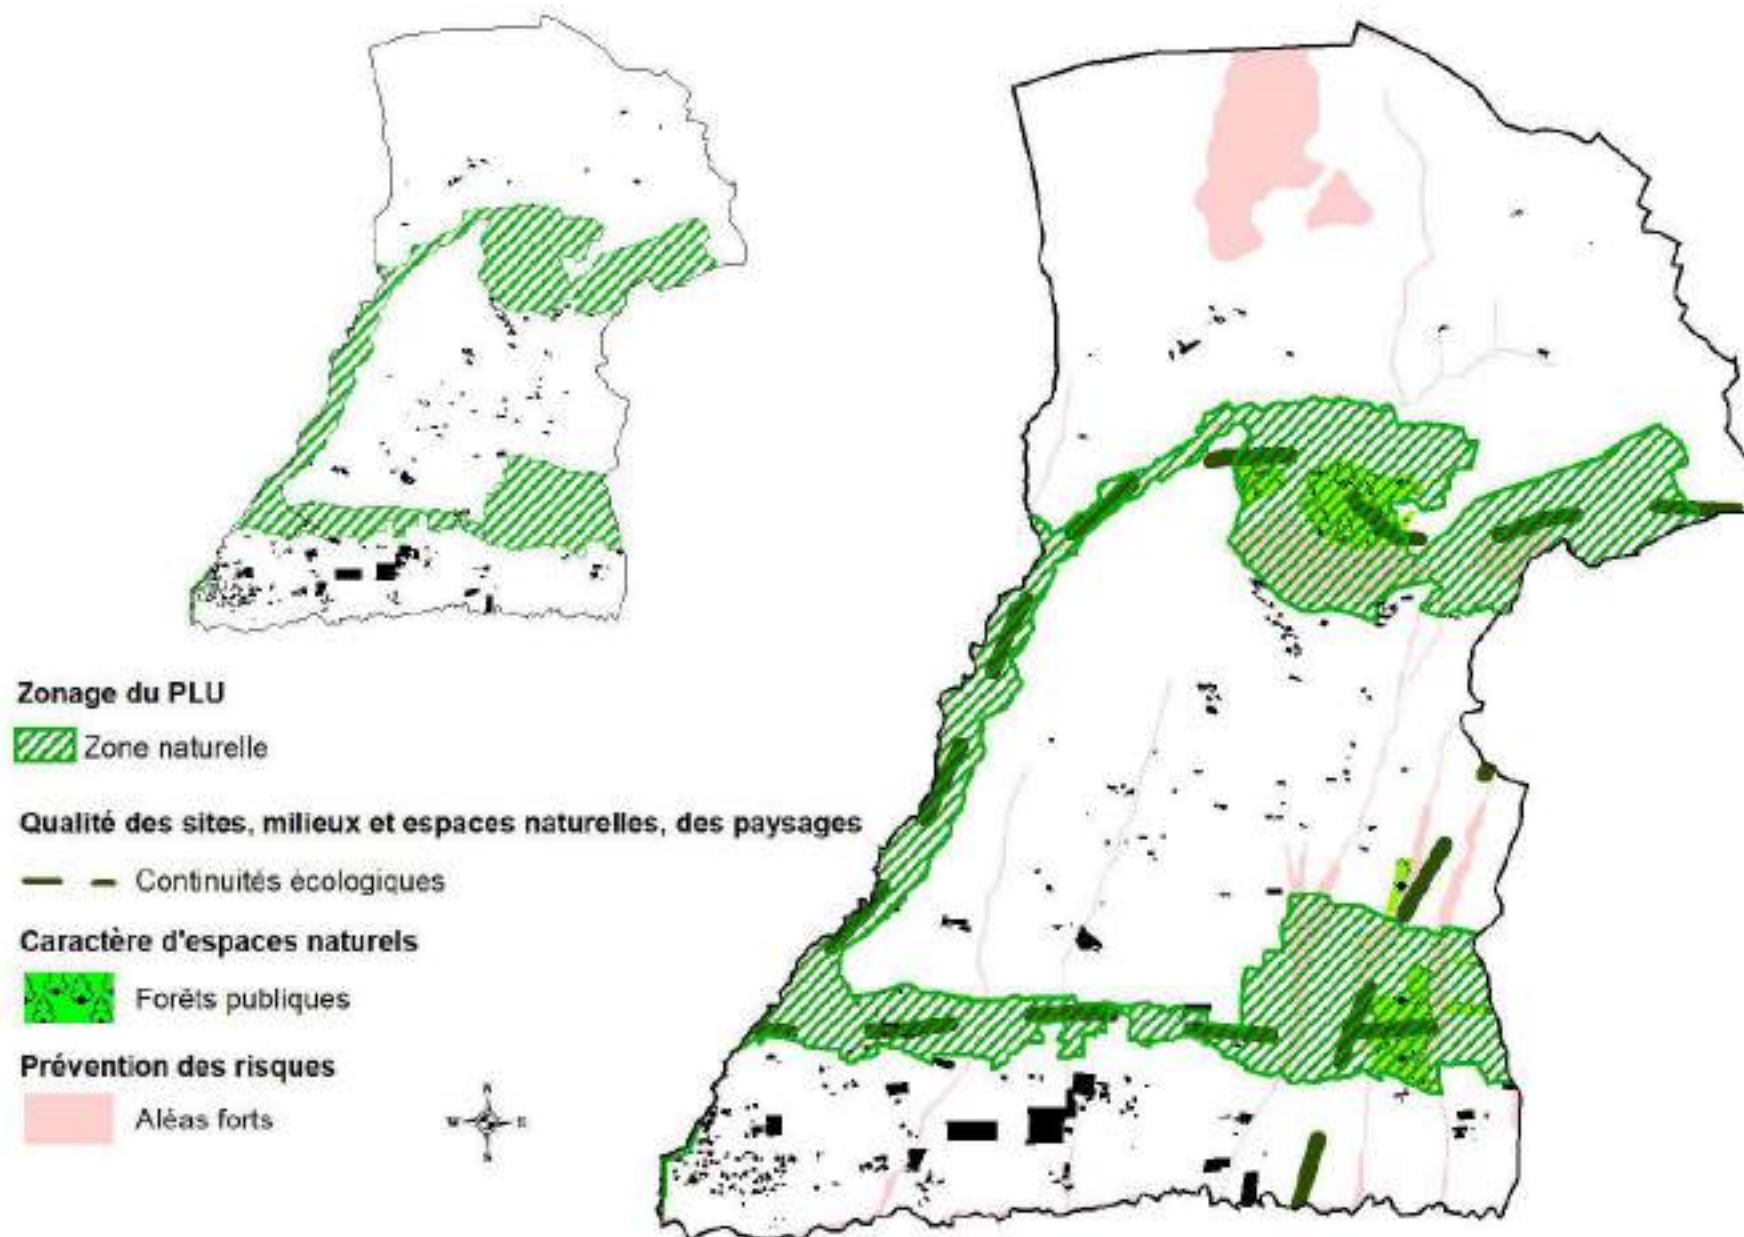 Zonage du PLU
Zone naturelle
Qualité des sites, milieux et espaces naturelles, des paysages
Continuités écologiques
Caractère d'espaces naturels
Forêts publiques
Prévention des risques
Aléas forts
N
W E
S